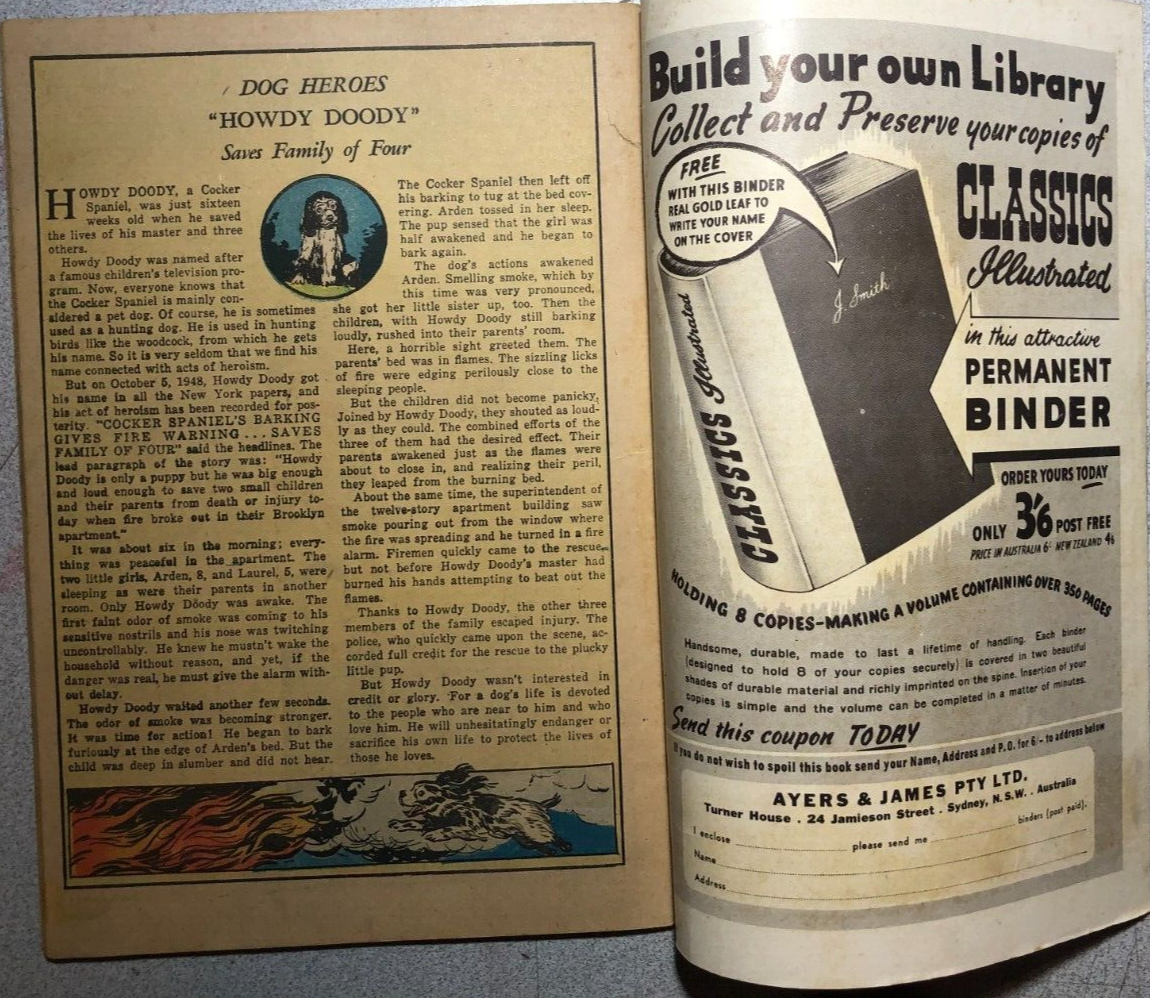 DOG HEROES
"HOWDY DOODY"
Saves Family of Four
HOWDY DOODY, a Cocker
Spaniel, was just sixteen
weeks old when he saved
the lives of his master and three
others.
Howdy Doody was named after
a famous children's television pro-
gram. Now, everyone knows that
the Cocker Spaniel is mainly con-
sidered a pet dog. Of course, he is sometimes
used as a hunting dog. He is used in hunting
birds like the woodcock, from which he gets
his name. So it is very seldom that we find his
name connected with acts of heroism.
But on October 5, 1948, Howdy Doody got
his name in all the New York papers, and
his act of heroism has been recorded for pos-
terity. "COCKER SPANIEL'S BARKING
GIVES FIRE WARNING . . . SAVES
FAMILY OF FOUR" said the headlines. The
lead paragraph of the story was: "Howdy
Doody is only a puppy but he was big enough
and loud enough to save two small children
and their parents from death or injury to-
day when fire broke out in their Brooklyn
apartment."
It was about six in the morning; every-
thing was peaceful in the apartment. The
two little girls, Arden, 8, and Laurel, 5, were
sleeping as were their parents in another
room. Only Howdy Doody was awake. The
first faint odor of smoke was coming to his
sensitive nostrils and his nose was twitching
uncontrollably. He knew he mustn't wake the
household without reason, and yet, if the
danger was real, he must give the alarm with-
out delay.
Howdy Doody waited another few seconds.
The odor of smoke was becoming stronger.
It was time for action! He began to bark
furiously at the edge of Arden's bed. But the
child was deep in slumber and did not hear.
The Cocker Spaniel then left off
his barking to tug at the bed cov-
ering. Arden tossed in her sleep.
The pup sensed that the girl was
half awakened and he began to
bark again.
The dog's actions awakened
Arden. Smelling smoke, which by
this time was very pronounced,
she got her little sister up, too. Then the
children, with Howdy Doody still barking
loudly, rushed into their parents' room.
Here, a horrible sight greeted them. The
parents' bed was in flames. The sizzling licks
of fire were edging perilously close to the
sleeping people.
But the children did not become panicky.
Joined by Howdy Doody, they shouted as loud-
ly as they could. The combined efforts of the
three of them had the desired effect. Their
parents awakened just as the flames were
about to close in, and realizing their peril,
they leaped from the burning bed.
About the same time, the superintendent of
the twelve-story apartment building saw
smoke pouring out from the window where
the fire was spreading and he turned in a fire
alarm. Firemen quickly came to the rescue,
but not before Howdy Doody's master had
burned his hands attempting to beat out the
flames.
Thanks to Howdy Doody, the other three
members of the family escaped injury. The
police, who quickly came upon the scene, ac-
corded full credit for the rescue to the plucky
little pup.
But Howdy Doody wasn't interested in
credit or glory. For a dog's life is devoted
to the people who are near to him and who
love him. He will unhesitatingly endanger or
sacrifice his own life to protect the lives of
those he loves.
Build your own Library
Collect and Preserve your copies of
CLASSICS
Illustrated
FREE
WITH THIS BINDER
REAL GOLD LEAF TO
WRITE YOUR NAME
ON THE COVER
J. Smith
CLASSICS Illustrated
in this attractive
PERMANENT
BINDER
ORDER YOURS TODAY
ONLY 3'6 POST FREE
PRICE IN AUSTRALIA 6/- NEW ZEALAND 4/6
HOLDING 8 COPIES-MAKING A VOLUME CONTAINING OVER 350 PAGES
Handsome, durable, made to last a lifetime of handling. Each binder
(designed to hold 8 of your copies securely) is covered in two beautiful
shades of durable material and richly imprinted on the spine. Insertion of your
copies is simple and the volume can be completed in a matter of minutes.
Send this coupon TODAY
If you do not wish to spoil this book send your Name, Address and P.O. for 6/- to address below
AYERS & JAMES PTY LTD.
Turner House . 24 Jamieson Street . Sydney, N.S.W. . Australia
I enclose please send me binders (post paid).
Name
Address